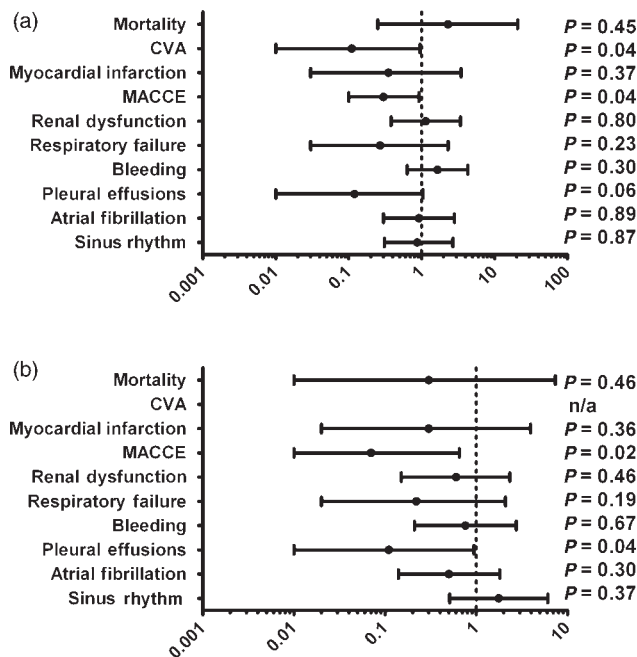 (a)
Mortality P = 0.45
CVA P = 0.04
Myocardial infarction P = 0.37
MACCE P = 0.04
Renal dysfunction P = 0.80
Respiratory failure P = 0.23
Bleeding P = 0.30
Pleural effusions P = 0.06
Atrial fibrillation P = 0.89
Sinus rhythm P = 0.87
0.001 0.01 0.1 1 10 100
(b)
Mortality P = 0.46
CVA n/a
Myocardial infarction P = 0.36
MACCE P = 0.02
Renal dysfunction P = 0.46
Respiratory failure P = 0.19
Bleeding P = 0.67
Pleural effusions P = 0.04
Atrial fibrillation P = 0.30
Sinus rhythm P = 0.37
0.001 0.01 0.1 1 10